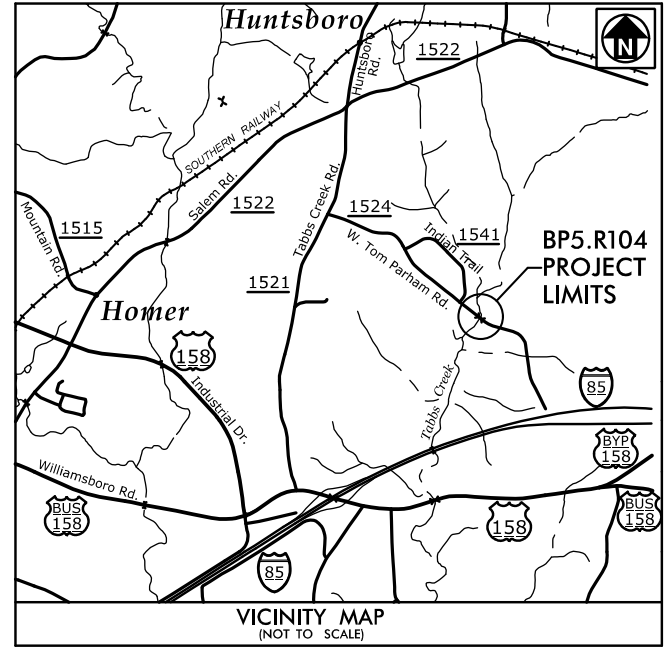 Huntsboro
N
Huntsboro
Rd.
1522
SOUTHERN RAILWAY
Salem Rd.
1522
Tabbs Creek Rd.
1524
Mountain Rd.
1515
W. Tom Parham Rd.
Indian Trail
1541
BP5.R104
PROJECT
LIMITS
1521
Homer
158
Industrial Dr.
Tabbs Creek
85
BYP
158
Williamsboro Rd.
BUS
158
158
BUS
158
85
VICINITY MAP
(NOT TO SCALE)